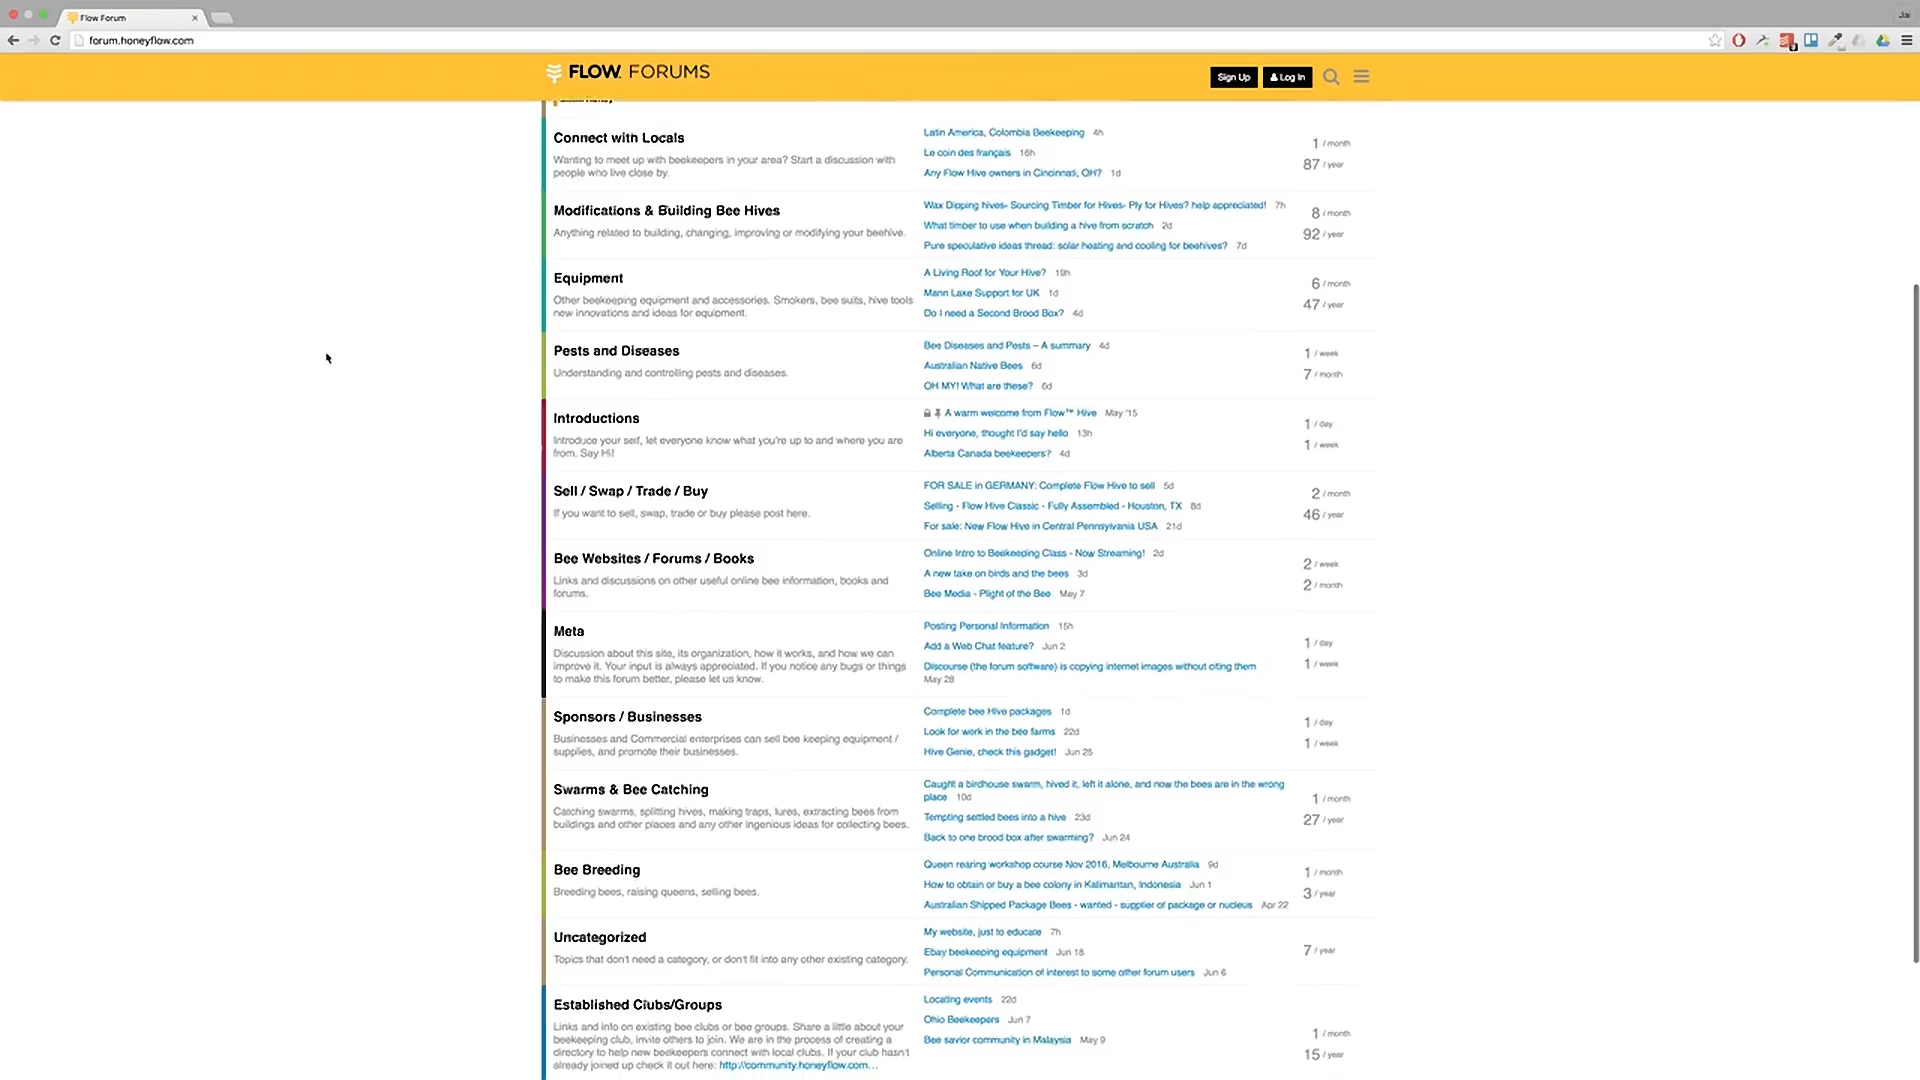 Flow Forum
Jai
forum.honeyflow.com
FLOW. FORUMS
Sign Up
Log In
Connect with Locals
Wanting to meet up with beekeepers in your area? Start a discussion with
people who live close by.
Latin America, Colombia Beekeeping 4h
Le coin des français 16h
Any Flow Hive owners in Cincinnati, OH? 1d
1 / month
87 / year
Modifications & Building Bee Hives
Anything related to building, changing, improving or modifying your beehive.
Wax Dipping hives- Sourcing Timber for Hives- Ply for Hives? help appreciated! 7h
What timber to use when building a hive from scratch 2d
Pure speculative ideas thread: solar heating and cooling for beehives? 7d
8 / month
92 / year
Equipment
Other beekeeping equipment and accessories. Smokers, bee suits, hive tools
new innovations and ideas for equipment.
A Living Roof for Your Hive? 19h
Mann Lake Support for UK 1d
Do I need a Second Brood Box? 4d
6 / month
47 / year
Pests and Diseases
Understanding and controlling pests and diseases.
Bee Diseases and Pests – A summary 4d
Australian Native Bees 6d
OH MY! What are these? 6d
1 / week
7 / month
Introductions
Introduce your self, let everyone know what you're up to and where you are
from. Say Hi!
A warm welcome from Flow™ Hive May '15
Hi everyone, thought I'd say hello 13h
Alberta Canada beekeepers? 4d
1 / day
1 / week
Sell / Swap / Trade / Buy
If you want to sell, swap, trade or buy please post here.
FOR SALE in GERMANY: Complete Flow Hive to sell 5d
Selling - Flow Hive Classic - Fully Assembled - Houston, TX 8d
For sale: New Flow Hive in Central Pennsylvania USA 21d
2 / month
46 / year
Bee Websites / Forums / Books
Links and discussions on other useful online bee information, books and
forums.
Online Intro to Beekeeping Class - Now Streaming! 2d
A new take on birds and the bees 3d
Bee Media - Plight of the Bee May 7
2 / week
2 / month
Meta
Discussion about this site, its organization, how it works, and how we can
improve it. Your input is always appreciated. If you notice any bugs or things
to make this forum better, please let us know.
Posting Personal Information 15h
Add a Web Chat feature? Jun 2
Discourse (the forum software) is copying internet images without citing them
May 28
1 / day
1 / week
Sponsors / Businesses
Businesses and Commercial enterprises can sell bee keeping equipment /
supplies, and promote their businesses.
Complete bee Hive packages 1d
Look for work in the bee farms 22d
Hive Genie, check this gadget! Jun 25
1 / day
1 / week
Swarms & Bee Catching
Catching swarms, splitting hives, making traps, lures, extracting bees from
buildings and other places and any other ingenious ideas for collecting bees.
Caught a birdhouse swarm, hived it, left it alone, and now the bees are in the wrong
place 10d
Tempting settled bees into a hive 23d
Back to one brood box after swarming? Jun 24
1 / month
27 / year
Bee Breeding
Breeding bees, raising queens, selling bees.
Queen rearing workshop course Nov 2016, Melbourne Australia 9d
How to obtain or buy a bee colony in Kalimantan, Indonesia Jun 1
Australian Shipped Package Bees - wanted - supplier of package or nucleus Apr 22
1 / month
3 / year
Uncategorized
Topics that don't need a category, or don't fit into any other existing category.
My website, just to educate 7h
Ebay beekeeping equipment Jun 18
Personal Communication of interest to some other forum users Jun 6
7 / year
Established Clubs/Groups
Links and info on existing bee clubs or bee groups. Share a little about your
beekeeping club, invite others to join. We are in the process of creating a
directory to help new beekeepers connect with local clubs. If your club hasn't
already joined up check it out here: http://community.honeyflow.com...
Locating events 22d
Ohio Beekeepers Jun 7
Bee savior community in Malaysia May 9
1 / month
15 / year